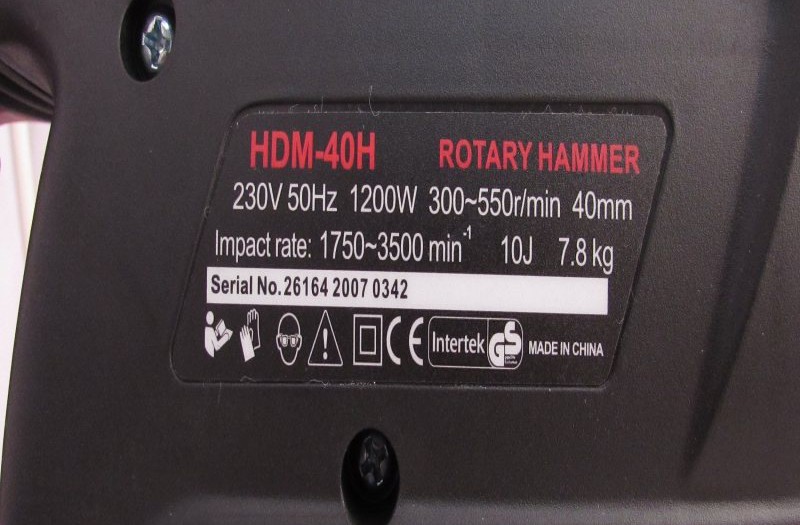 HDM-40H ROTARY HAMMER
230V 50Hz 1200W 300~550r/min 40mm
Impact rate: 1750~3500 min⁻¹ 10J 7.8 kg
Serial No. 26164 2007 0342
CE Intertek GS MADE IN CHINA